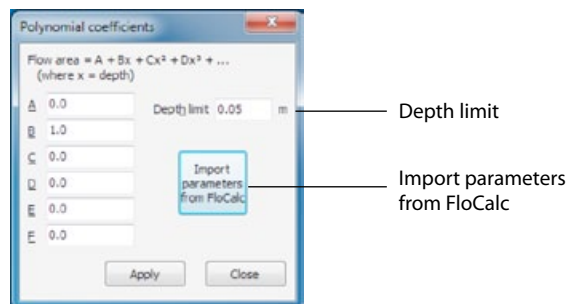 Polynomial coefficients
Flow area = A + Bx + Cx² + Dx³ + ...
(where x = depth)
A 0.0
Depth limit 0.05 m
Depth limit
B 1.0
C 0.0
D 0.0
E 0.0
F 0.0
Import
parameters
from FloCalc
Import parameters
from FloCalc
Apply Close